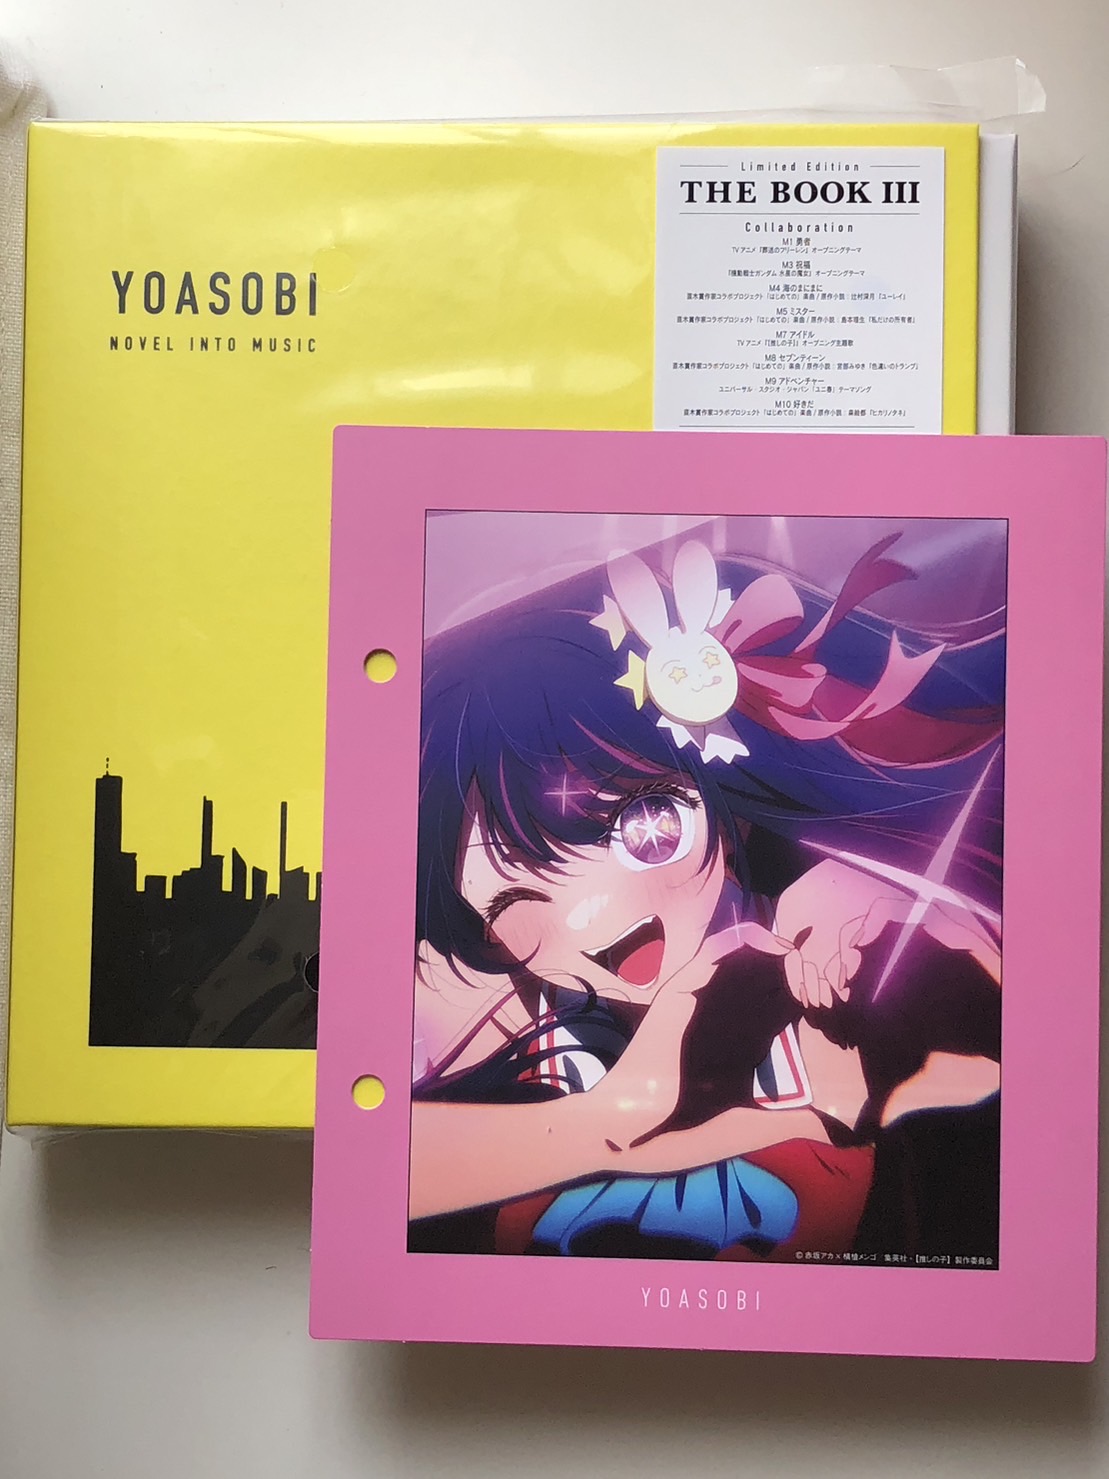 Limited Edition
THE BOOK III
Collaboration
M1 勇者
TVアニメ『葬送のフリーレン』オープニングテーマ
M3 祝福
『機動戦士ガンダム 水星の魔女』オープニングテーマ
M4 海のまにまに
直木賞作家コラボプロジェクト「はじめての」楽曲 / 原作小説：辻村深月『ユーレイ』
M5 ミスター
直木賞作家コラボプロジェクト「はじめての」楽曲 / 原作小説：島本理生『私だけの所有者』
M7 アイドル
TVアニメ『【推しの子】』オープニング主題歌
M8 セブンティーン
直木賞作家コラボプロジェクト「はじめての」楽曲 / 原作小説：宮部みゆき『色違いのトランプ』
M9 アドベンチャー
ユニバーサル・スタジオ・ジャパン「ユニ春」テーマソング
M10 好きだ
直木賞作家コラボプロジェクト「はじめての」楽曲 / 原作小説：森絵都『ヒカリノタネ』
YOASOBI
NOVEL INTO MUSIC
© 赤坂アカ×横槍メンゴ／集英社・【推しの子】製作委員会
YOASOBI